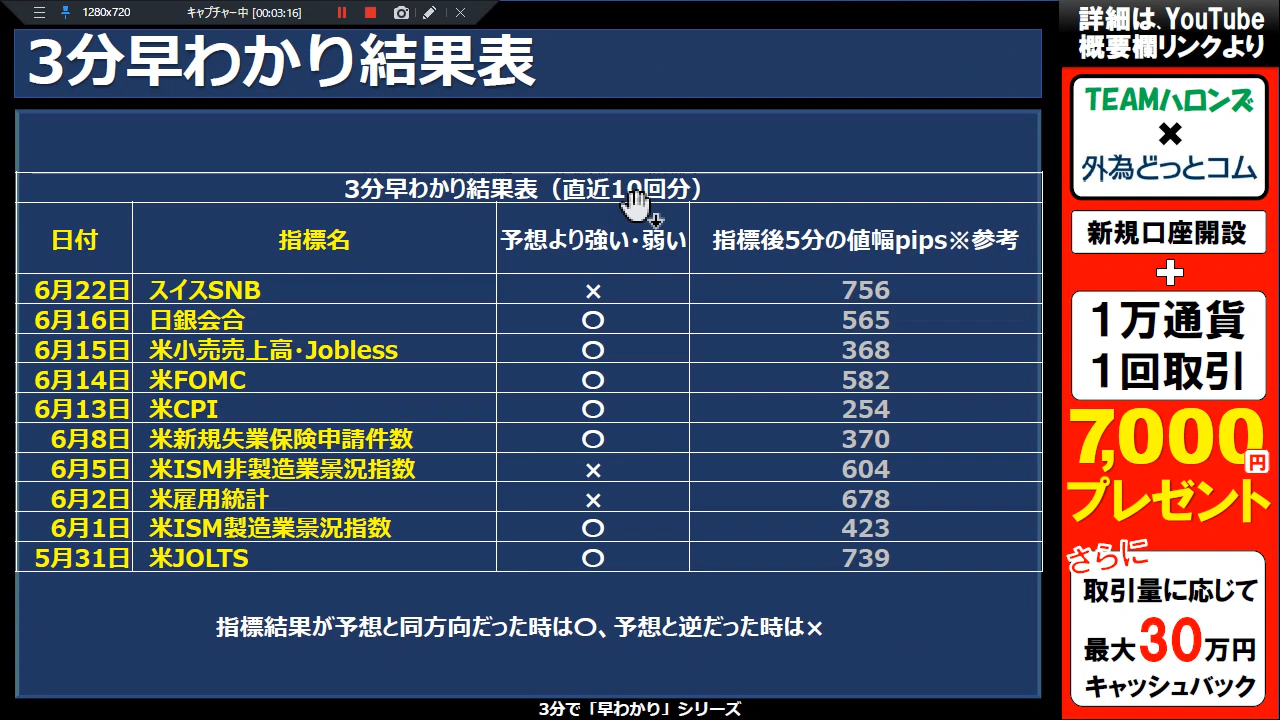 1280x720 キャプチャー中 [00:03:16]
3分早わかり結果表
3分早わかり結果表（直近10回分）
日付 指標名 予想より強い・弱い 指標後5分の値幅pips※参考
6月22日 スイスSNB × 756
6月16日 日銀会合 〇 565
6月15日 米小売売上高・Jobless 〇 368
6月14日 米FOMC 〇 582
6月13日 米CPI 〇 254
6月8日 米新規失業保険申請件数 〇 370
6月5日 米ISM非製造業景況指数 × 604
6月2日 米雇用統計 × 678
6月1日 米ISM製造業景況指数 〇 423
5月31日 米JOLTS 〇 739
指標結果が予想と同方向だった時は〇、予想と逆だった時は×
3分で「早わかり」シリーズ
詳細は、YouTube
概要欄リンクより
TEAMハロンズ
×
外為どっとコム
新規口座開設
+
1万通貨
1回取引
7,000円
プレゼント
さらに
取引量に応じて
最大30万円
キャッシュバック